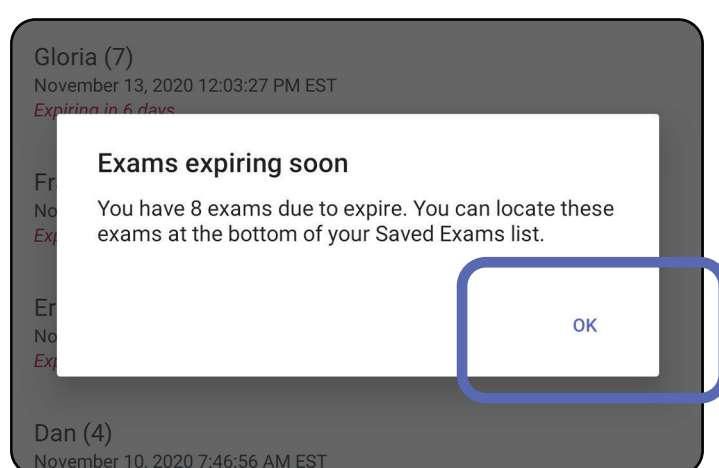 Gloria (7)
November 13, 2020 12:03:27 PM EST
Expiring in 6 days
Exams expiring soon
You have 8 exams due to expire. You can locate these
exams at the bottom of your Saved Exams list.
OK
Dan (4)
November 10, 2020 7:46:56 AM EST